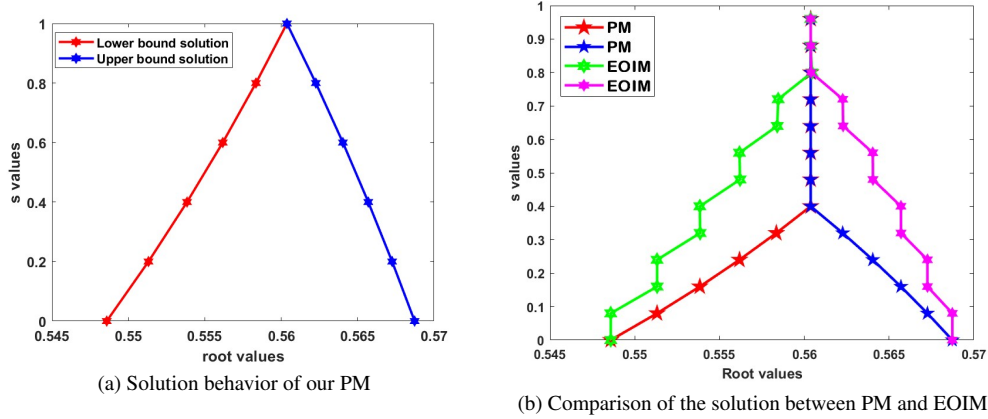 1
0.8
0.6
0.4
0.2
0
s values
Lower bound solution
Upper bound solution
0.545
0.55
0.555
0.56
0.565
0.57
root values
(a) Solution behavior of our PM
1
0.9
0.8
0.7
0.6
0.5
0.4
0.3
0.2
0.1
0
s values
PM
PM
EOIM
EOIM
0.545
0.55
0.555
0.56
0.565
0.57
Root values
(b) Comparison of the solution between PM and EOIM